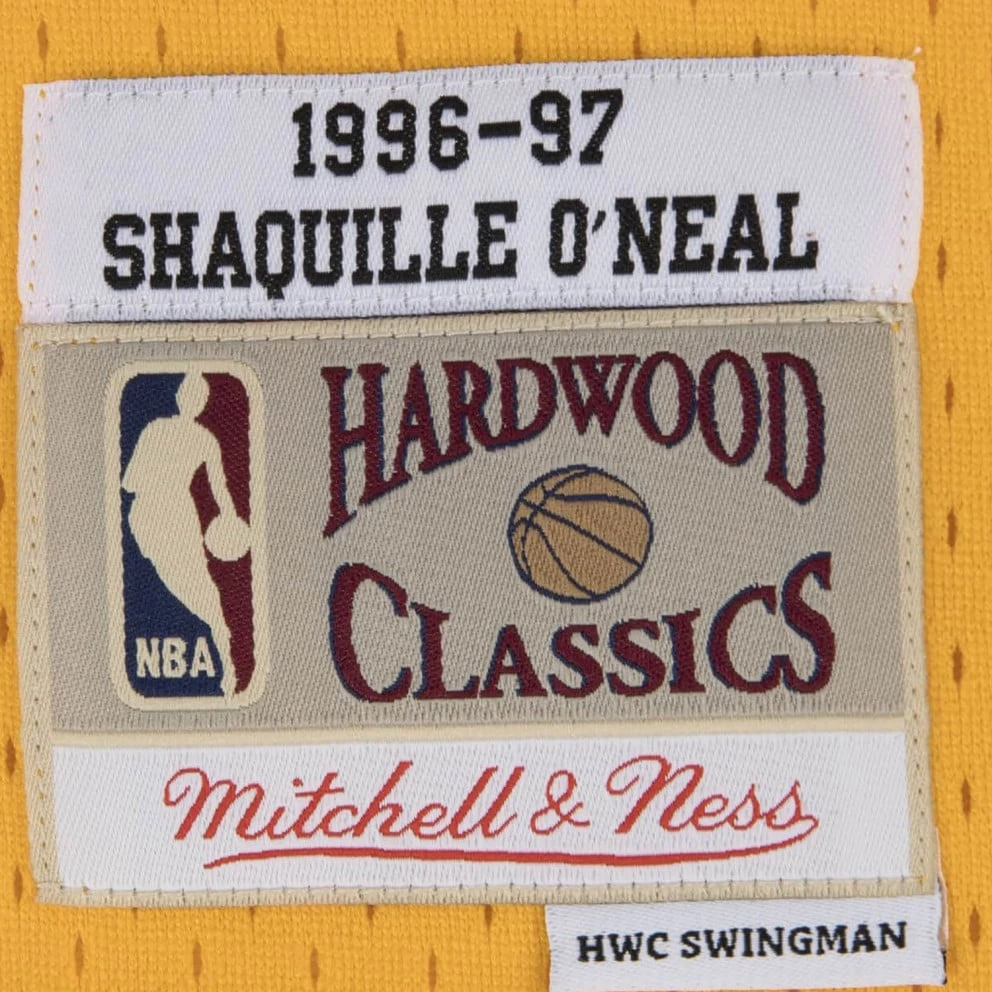 1996-97
SHAQUILLE O'NEAL
HARDWOOD
CLASSICS
NBA
Mitchell & Ness
HWC SWINGMAN